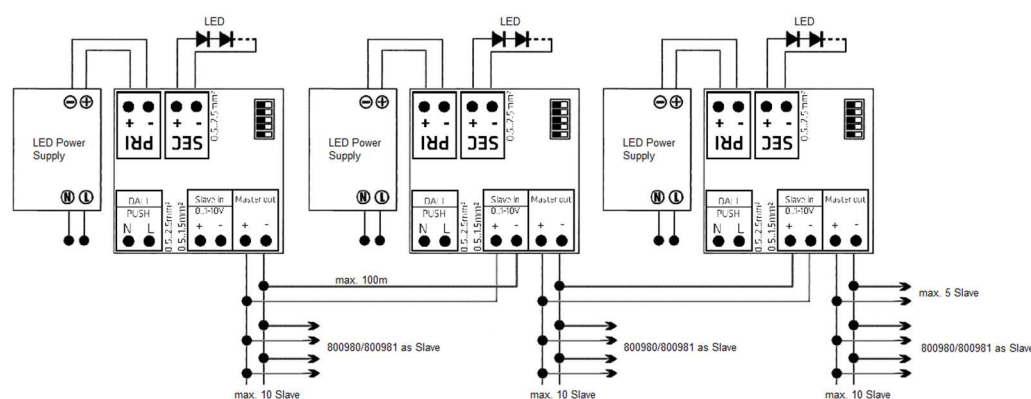 LED
LED
LED
LED Power
Supply
N
L
+ -
PRI
+ -
SEC
0.5..2.5mm²
DALI
PUSH
N L
0.5..2.5mm²
0.5..1.5mm²
Slave in
0..1-10V
+ -
Master out
+ -
LED Power
Supply
N
L
+ -
PRI
+ -
SEC
0.5..2.5mm²
DALI
PUSH
N L
0.5..2.5mm²
0.5..1.5mm²
Slave in
0..1-10V
+ -
Master out
+ -
LED Power
Supply
N
L
+ -
PRI
+ -
SEC
0.5..2.5mm²
DALI
PUSH
N L
0.5..2.5mm²
0.5..1.5mm²
Slave in
0..1-10V
+ -
Master out
+ -
max. 100m
max. 5 Slave
800980/800981 as Slave
800980/800981 as Slave
800980/800981 as Slave
max. 10 Slave
max. 10 Slave
max. 10 Slave